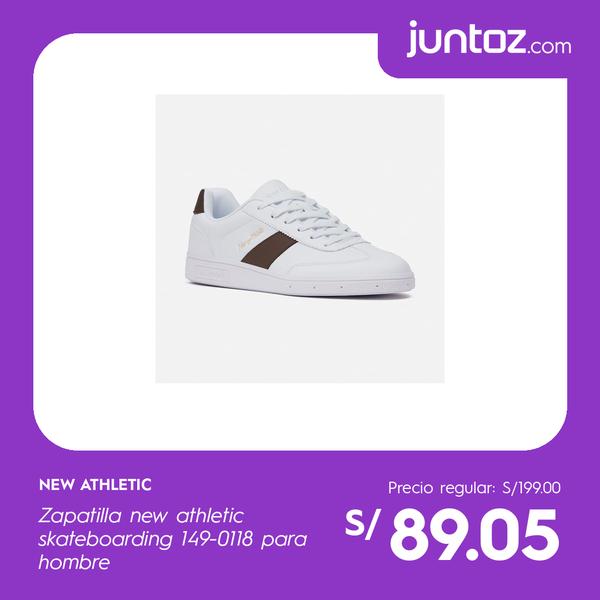 juntoz.com
NEW ATHLETIC
Zapatilla new athletic
skateboarding 149-0118 para
hombre
Precio regular: S/199.00
S/ 89.05